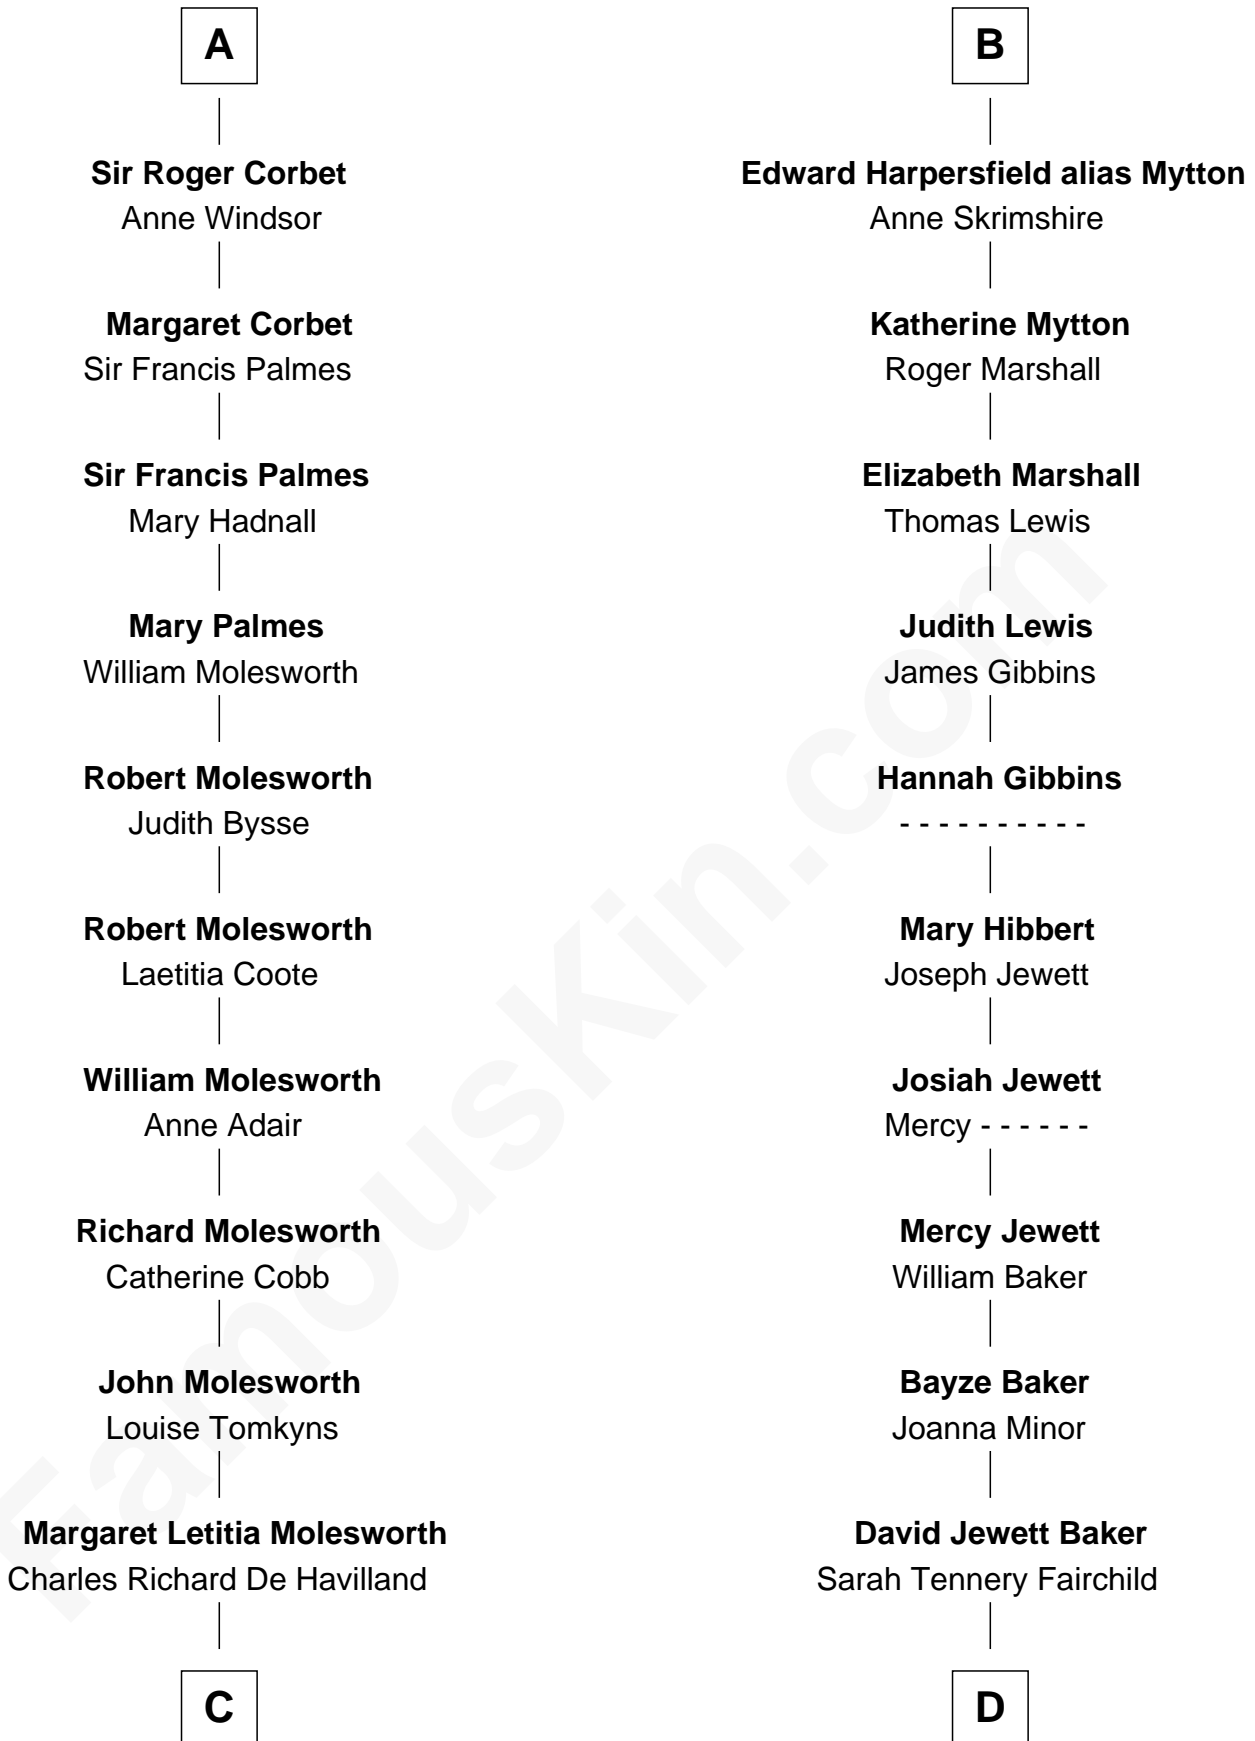 A
Sir Roger Corbet
Anne Windsor
Margaret Corbet
Sir Francis Palmes
Sir Francis Palmes
Mary Hadnall
Mary Palmes
William Molesworth
Robert Molesworth
Judith Bysse
Robert Molesworth
Laetitia Coote
William Molesworth
Anne Adair
Richard Molesworth
Catherine Cobb
John Molesworth
Louise Tomkyns
Margaret Letitia Molesworth
Charles Richard De Havilland
C
B
Edward Harpersfield alias Mytton
Anne Skrimshire
Katherine Mytton
Roger Marshall
Elizabeth Marshall
Thomas Lewis
Judith Lewis
James Gibbins
Hannah Gibbins
- - - - - - - - - -
Mary Hibbert
Joseph Jewett
Josiah Jewett
Mercy - - - - - -
Mercy Jewett
William Baker
Bayze Baker
Joanna Minor
David Jewett Baker
Sarah Tennery Fairchild
D
FamousKin.com